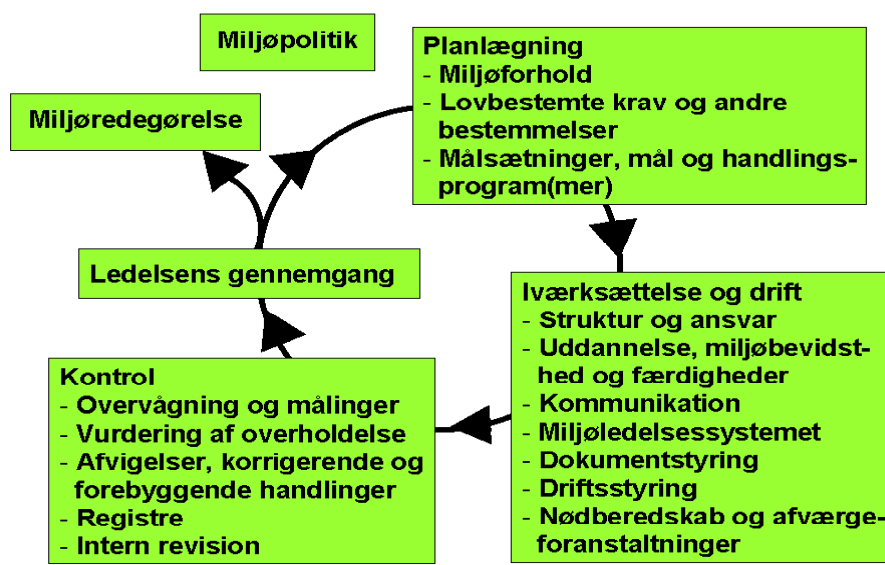 Miljøpolitik
Planlægning
- Miljøforhold
- Lovbestemte krav og andre
bestemmelser
- Målsætninger, mål og handlings-
program(mer)
Miljøredegørelse
Ledelsens gennemgang
Iværksættelse og drift
- Struktur og ansvar
- Uddannelse, miljøbevidst-
hed og færdigheder
- Kommunikation
- Miljøledelsessystemet
- Dokumentstyring
- Driftsstyring
- Nødberedskab og afværge-
foranstaltninger
Kontrol
- Overvågning og målinger
- Vurdering af overholdelse
- Afvigelser, korrigerende og
forebyggende handlinger
- Registre
- Intern revision